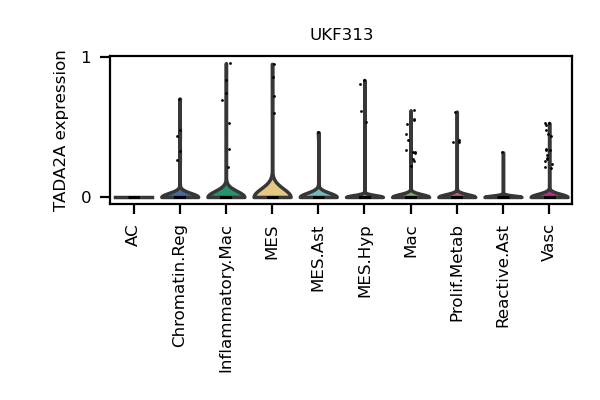 UKF313
TADA2A expression
1
0
AC
Chromatin.Reg
Inflammatory.Mac
MES
MES.Ast
MES.Hyp
Mac
Prolif.Metab
Reactive.Ast
Vasc